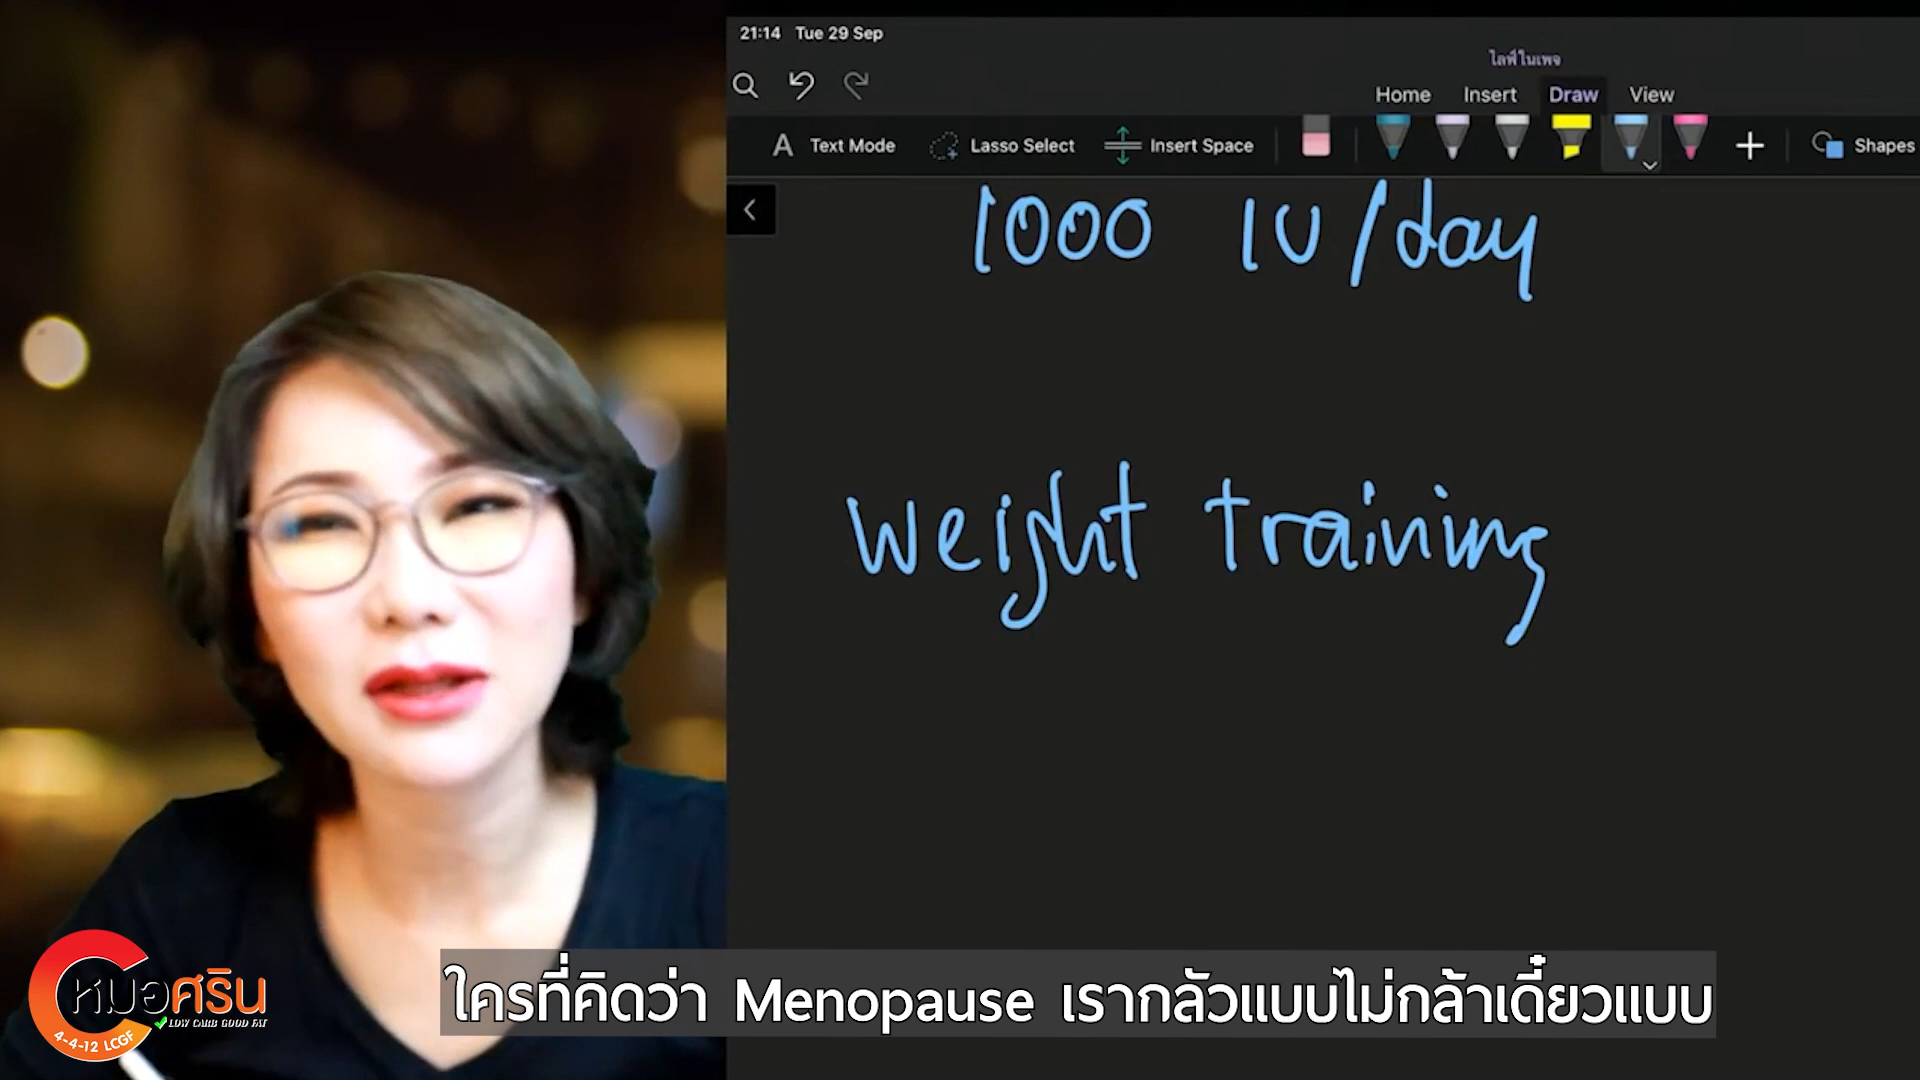 21:14 Tue 29 Sep
ไลฟ์ในเพจ
Home Insert Draw View
A Text Mode Lasso Select Insert Space Shapes
1000 IU/day
weight training
หมอศริน
LOW CARB GOOD FAT
4-4-12 LCGF
ใครที่คิดว่า Menopause เรากลัวแบบไม่กล้าเดี๋ยวแบบ